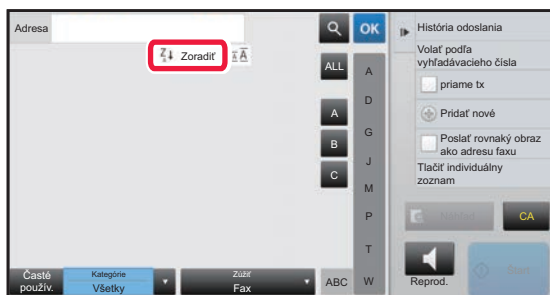 Adresa
OK
História odoslania
Zoradiť
Volať podľa
vyhľadávacieho čísla
ALL
A
priame tx
D
A
Pridať nové
G
B
Poslať rovnaký obraz
ako adresu faxu
J
C
Tlačiť individuálny
zoznam
M
P
CA
T
Časté
použív.
Kategórie
Všetky
Zúžiť
Fax
ABC
W
Reprod.
Štart